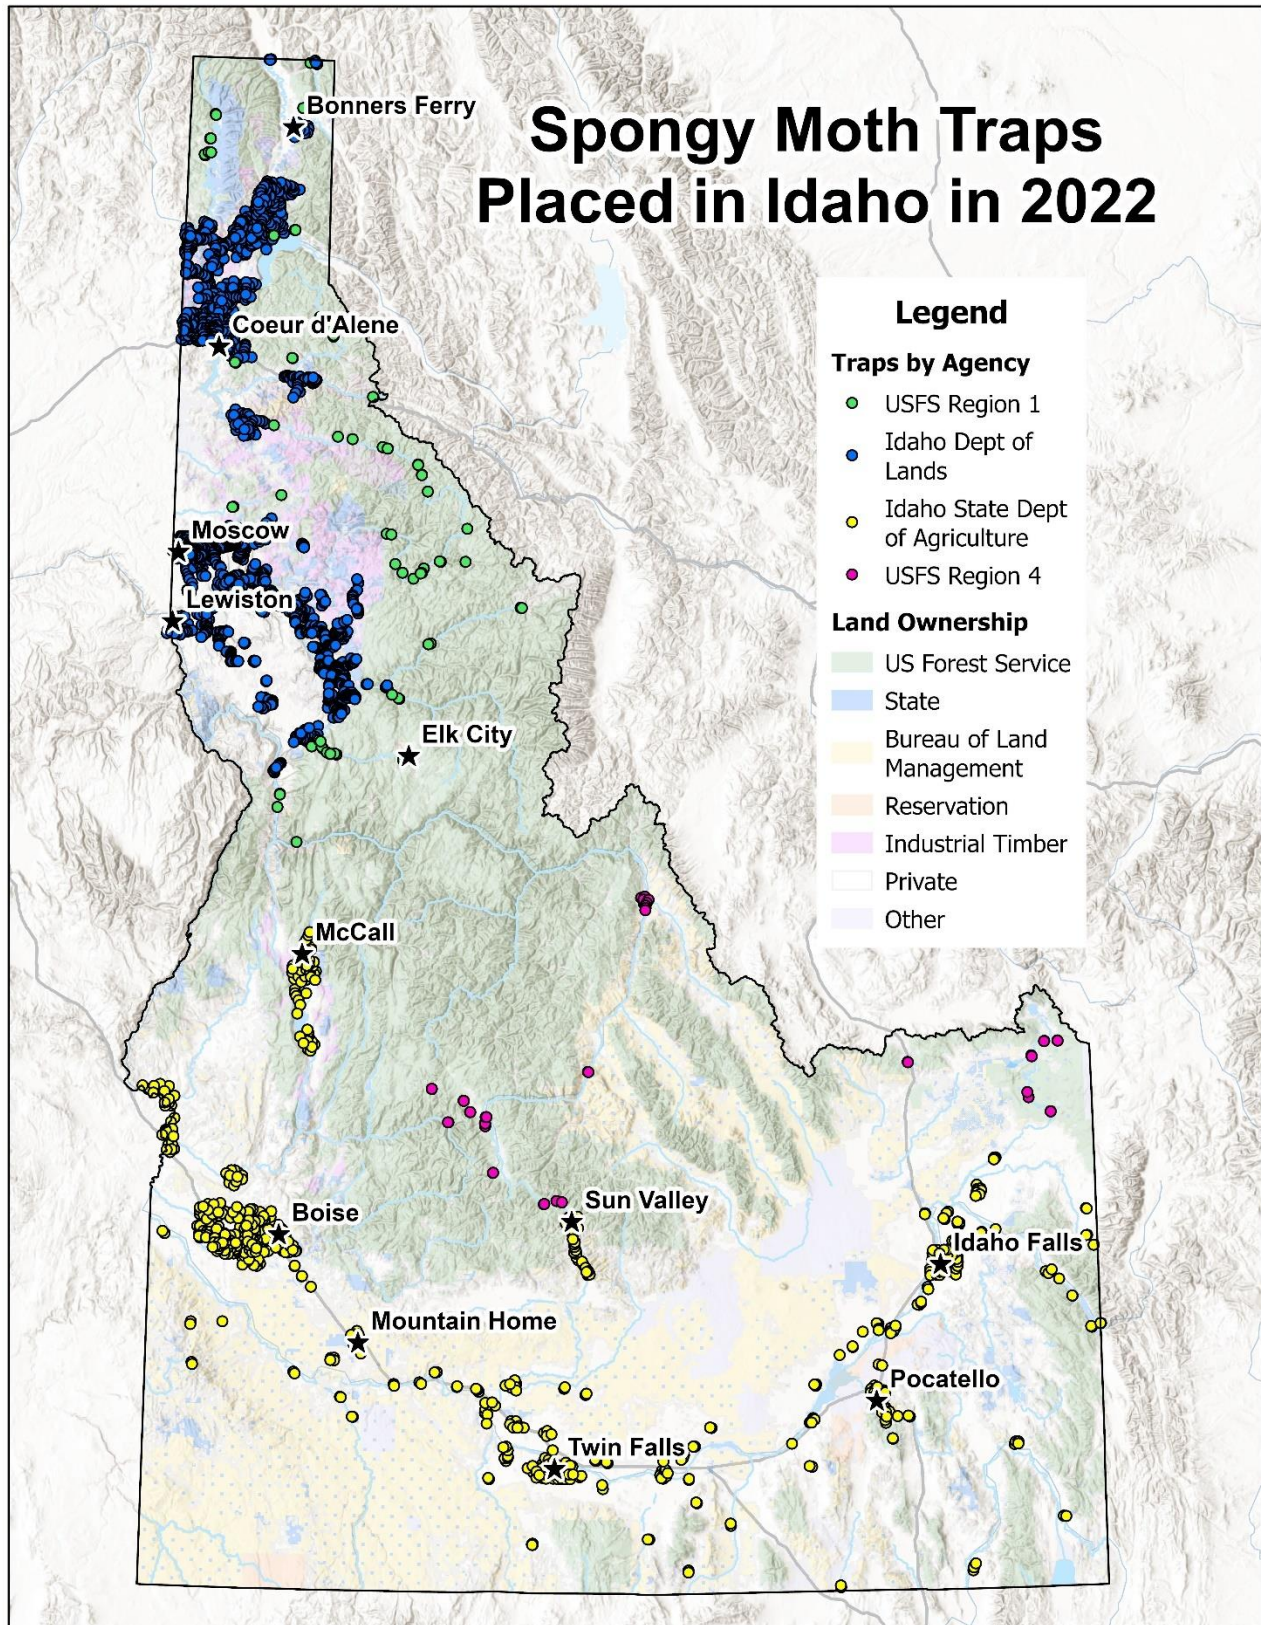 Spongy Moth Traps
Placed in Idaho in 2022
Bonners Ferry
Coeur d'Alene
Moscow
Lewiston
Elk City
McCall
Boise
Sun Valley
Idaho Falls
Mountain Home
Pocatello
Twin Falls
Legend
Traps by Agency
USFS Region 1
Idaho Dept of
Lands
Idaho State Dept
of Agriculture
USFS Region 4
Land Ownership
US Forest Service
State
Bureau of Land
Management
Reservation
Industrial Timber
Private
Other